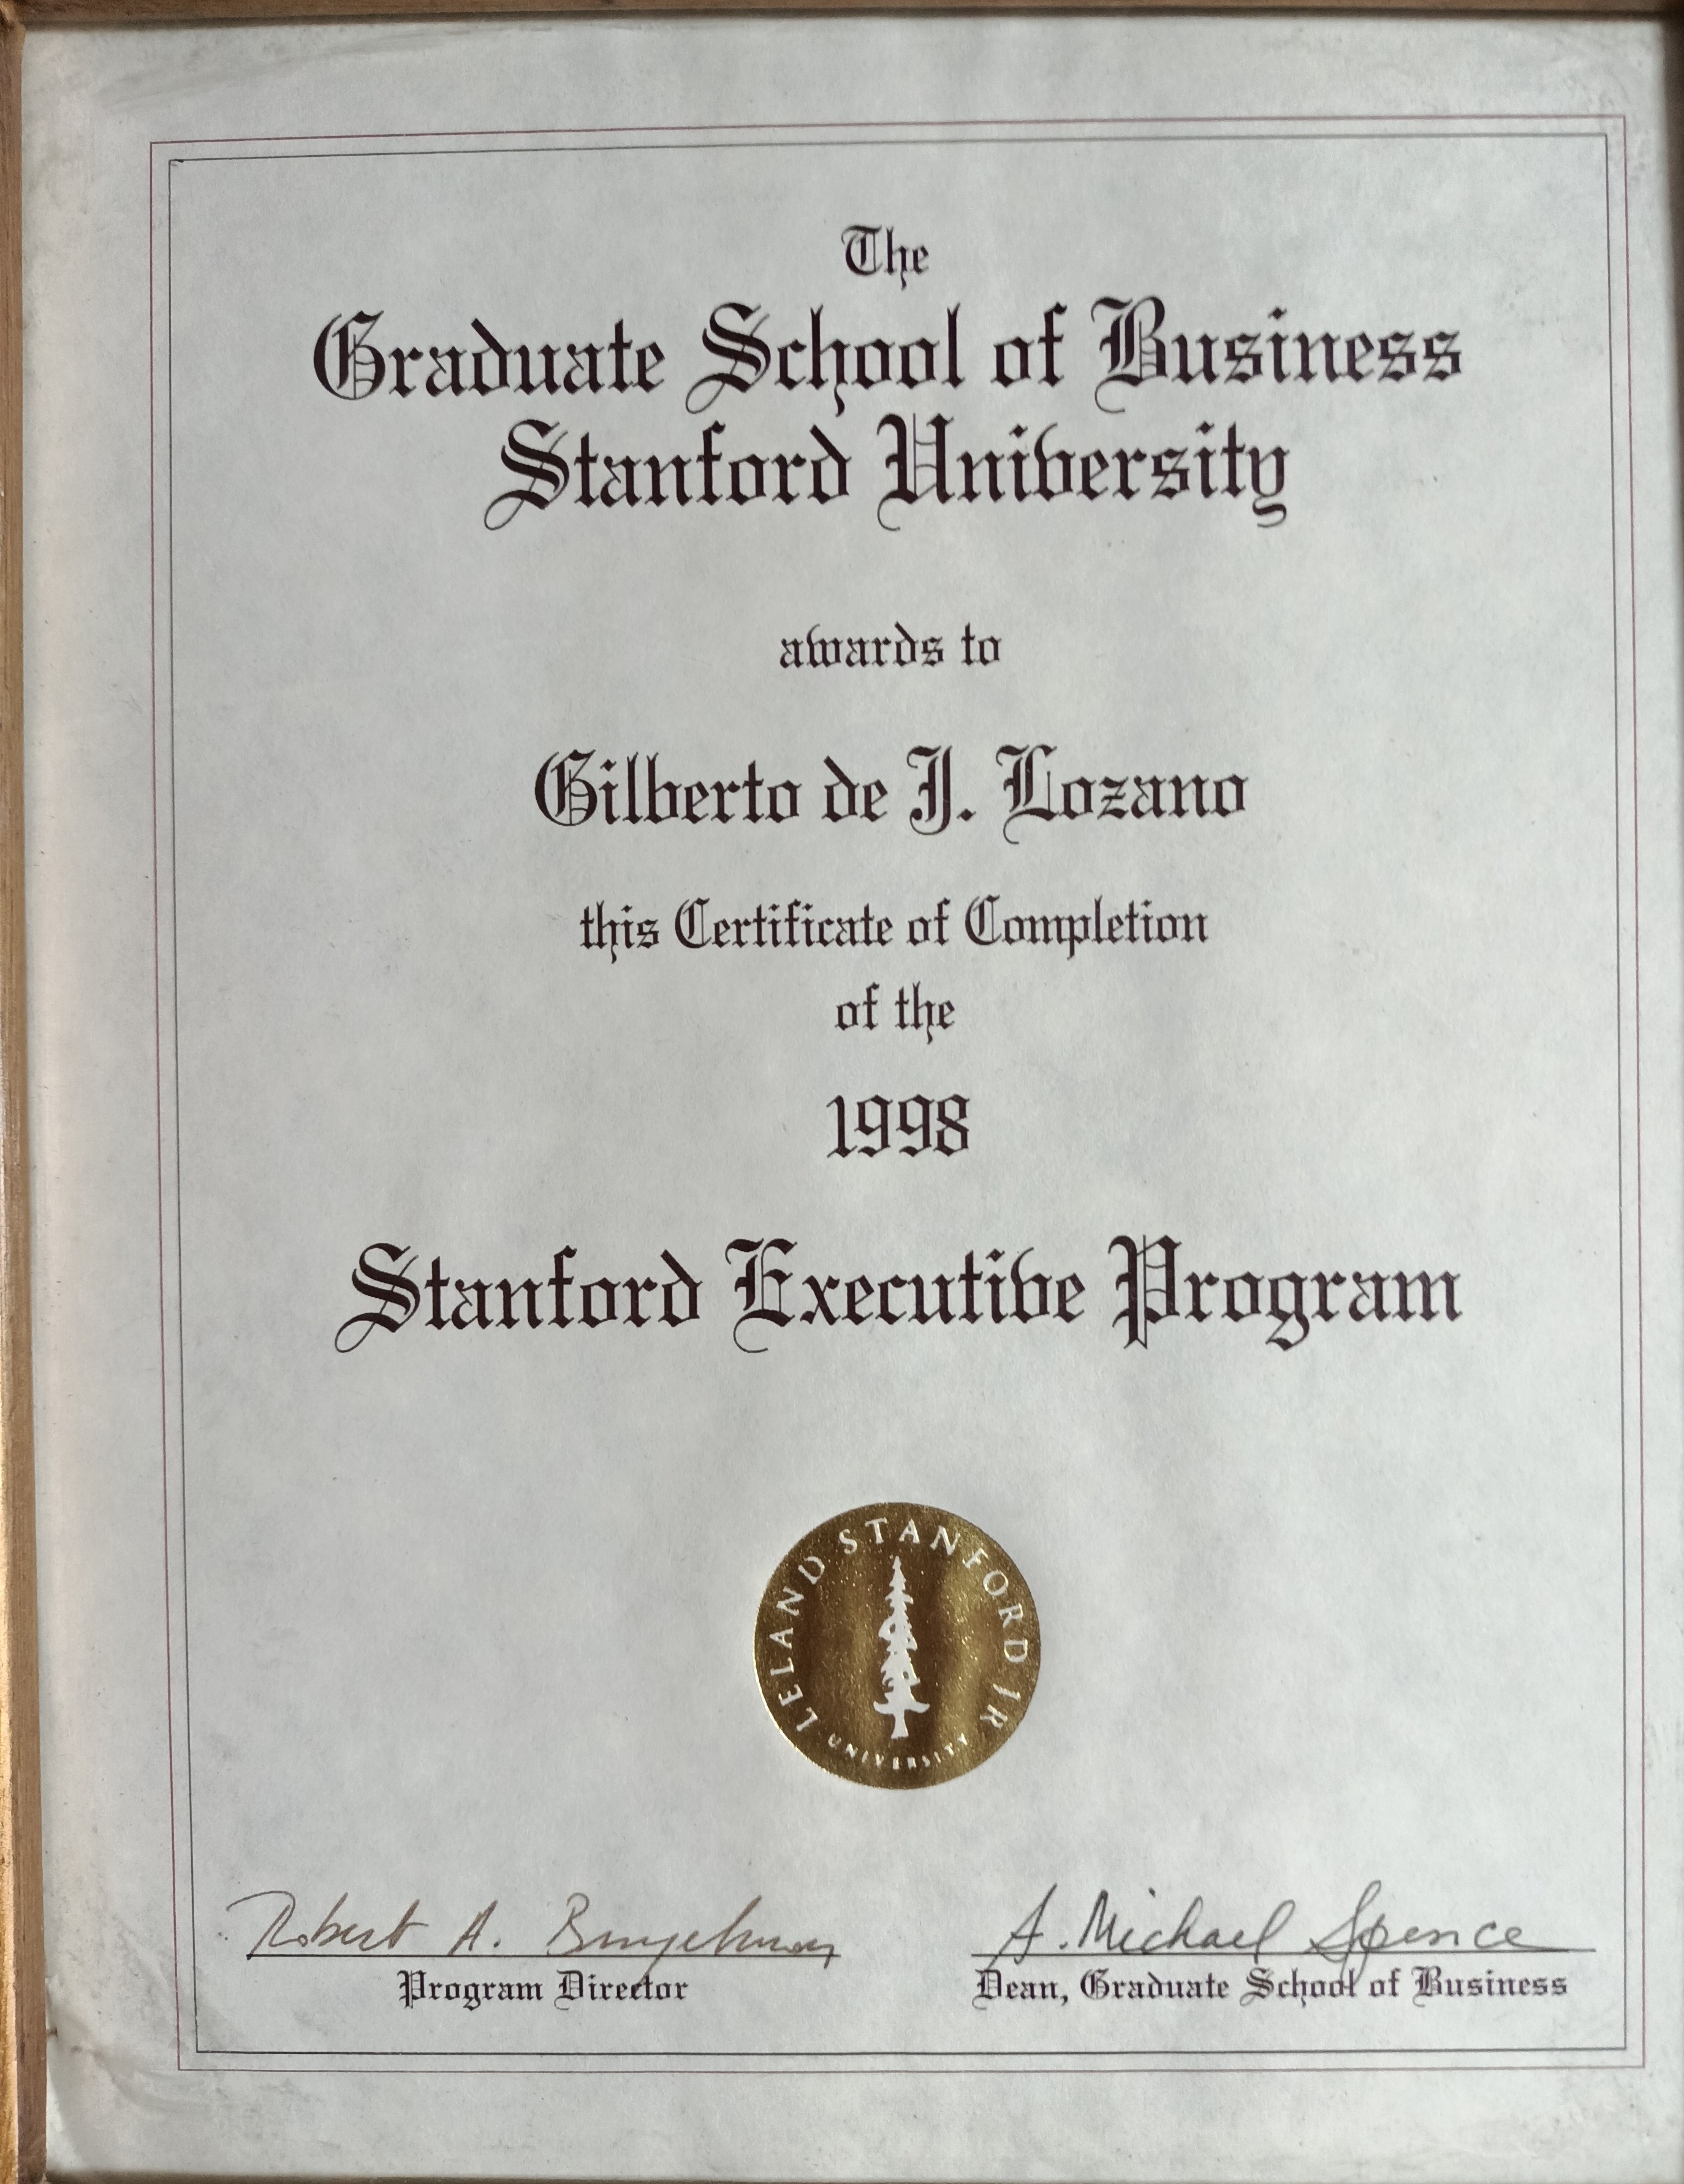 The
Graduate School of Business
Stanford University
awards to
Gilberto de J. Lozano
this Certificate of Completion
of the
1998
Stanford Executive Program
LELAND STANFORD JR
UNIVERSITY
Robert A.
Program Director
A. Michael Spence
Dean, Graduate School of Business